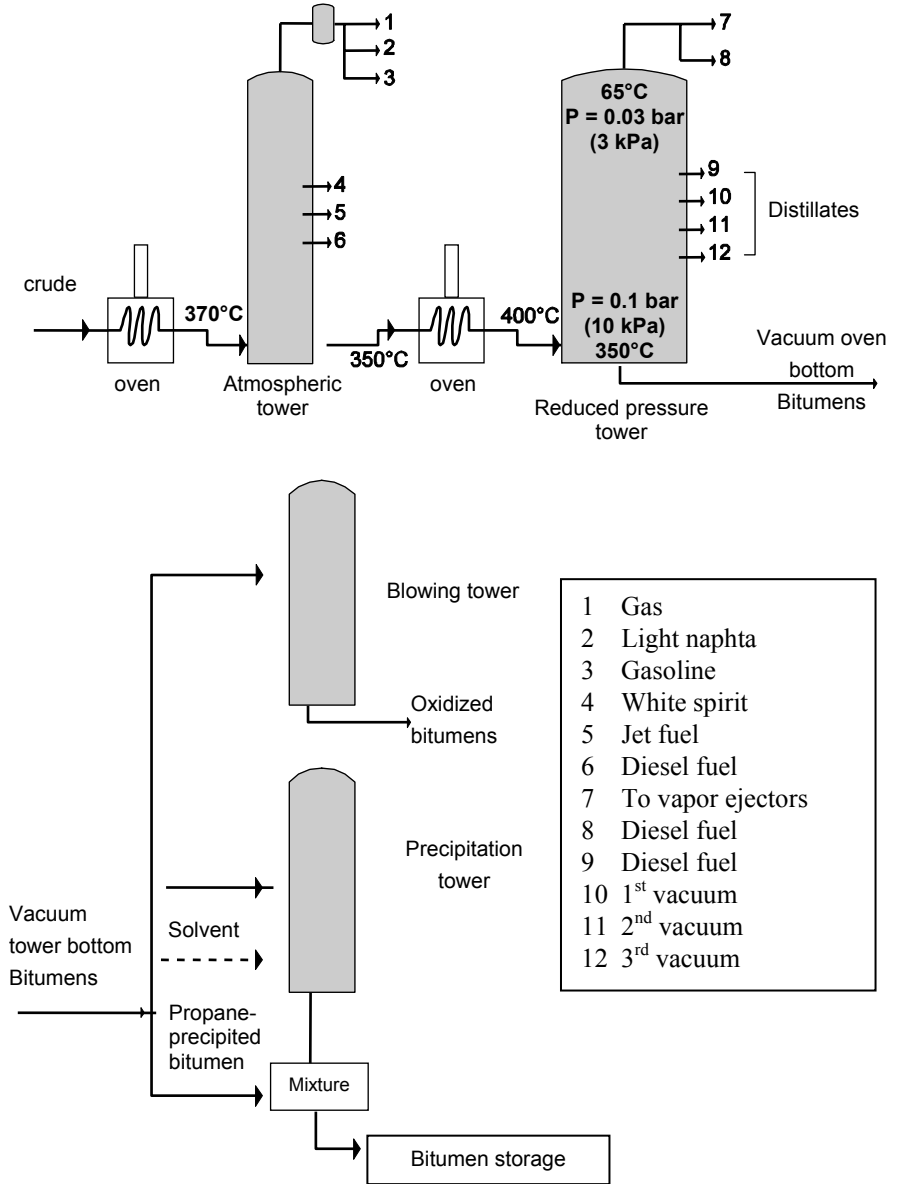 1
2
3
4
5
6
7
8
65°C
P = 0.03 bar
(3 kPa)
9
10
11
12
Distillates
crude
370°C
oven
Atmospheric
tower
350°C
oven
400°C
P = 0.1 bar
(10 kPa)
350°C
Reduced pressure
tower
Vacuum oven
bottom
Bitumens
Blowing tower
Oxidized
bitumens
Precipitation
tower
Vacuum
tower bottom
Bitumens
Solvent
Propane-
precipited
bitumen
Mixture
Bitumen storage
1 Gas
2 Light naphta
3 Gasoline
4 White spirit
5 Jet fuel
6 Diesel fuel
7 To vapor ejectors
8 Diesel fuel
9 Diesel fuel
10 1st vacuum
11 2nd vacuum
12 3rd vacuum